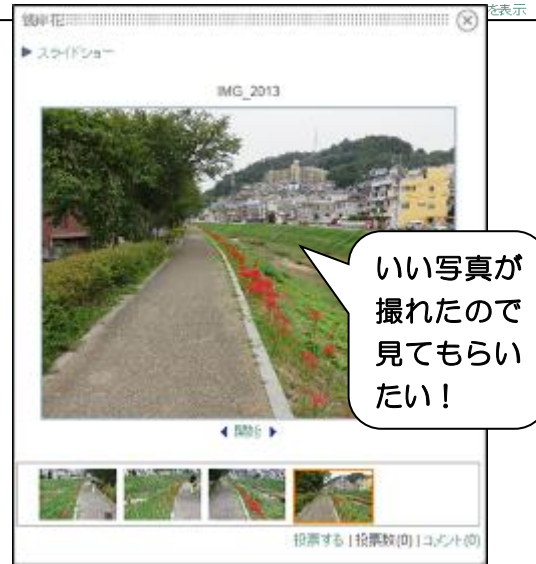 を表示
彼岸花
▶ スライドショー
IMG_2013
いい写真が
撮れたので
見てもらい
たい!
◀ 開始 ▶
投票する | 投票数(0) | コメント(0)